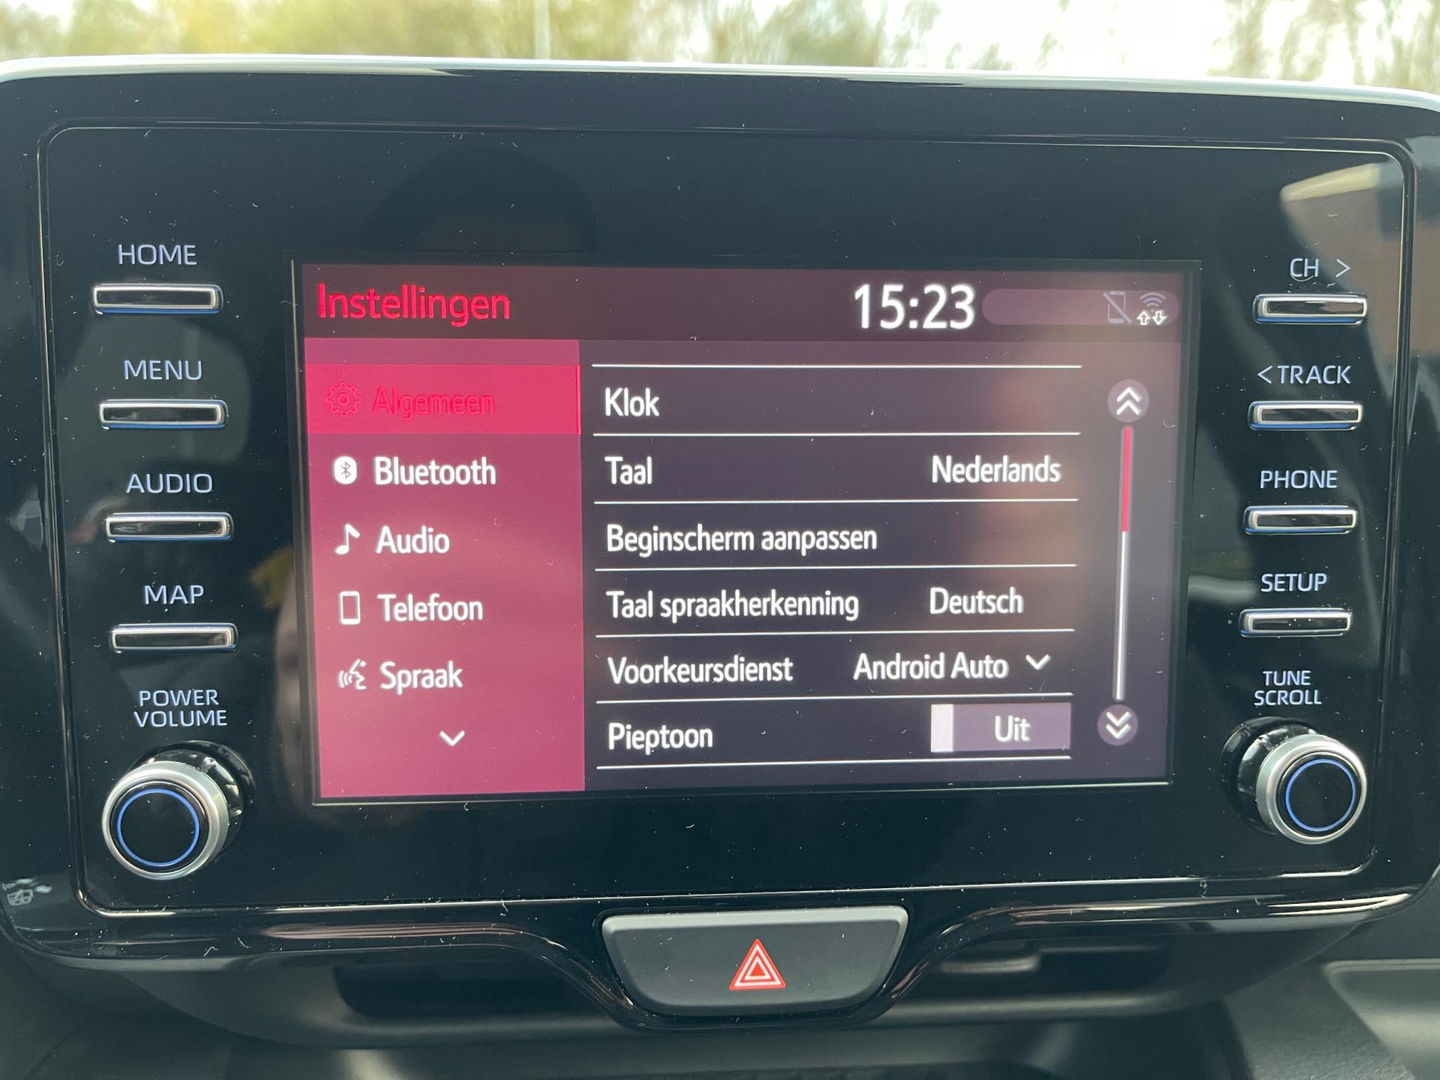 HOME
MENU
AUDIO
MAP
POWER
VOLUME
Instellingen
15:23
Algemeen
Bluetooth
Audio
Telefoon
Spraak
Klok
Taal Nederlands
Beginscherm aanpassen
Taal spraakherkenning Deutsch
Voorkeursdienst Android Auto
Pieptoon Uit
CH >
< TRACK
PHONE
SETUP
TUNE
SCROLL